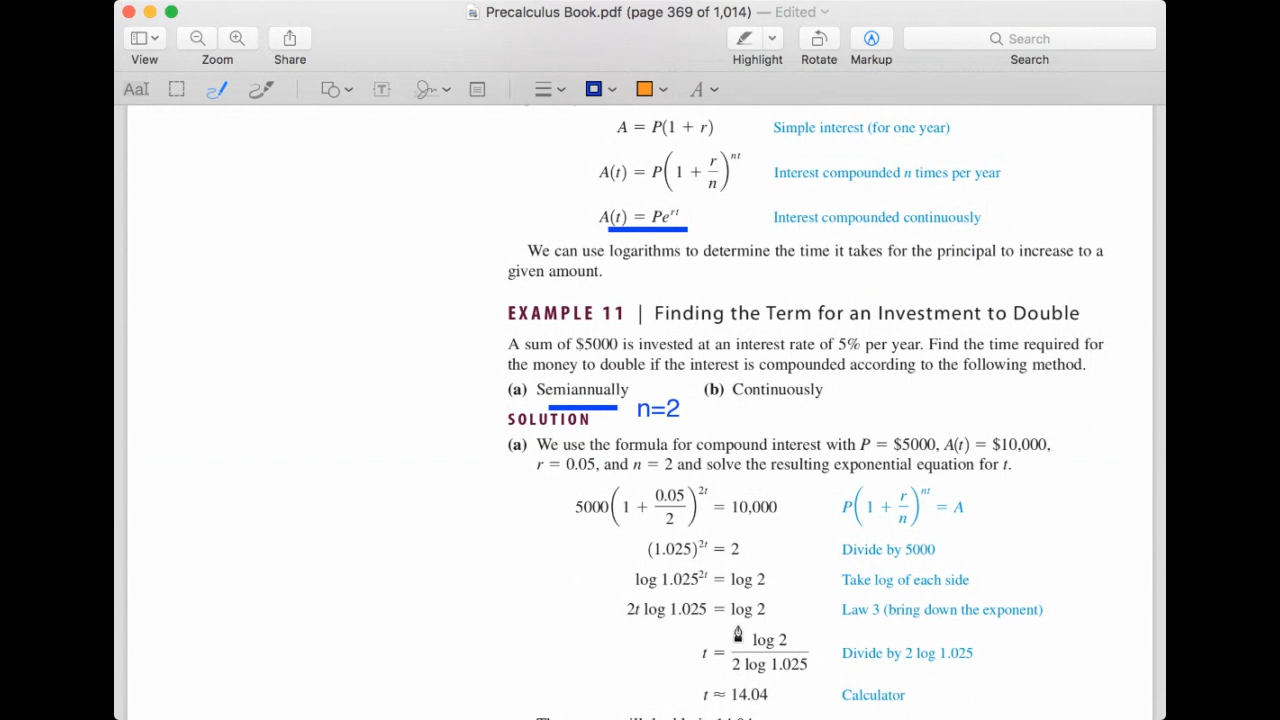 Precalculus Book.pdf (page 369 of 1,014) — Edited
View Zoom Share Highlight Rotate Markup Search
Search
AaI T A
A = P(1 + r) Simple interest (for one year)
A(t) = P(1 + r/n)^nt Interest compounded n times per year
A(t) = Pe^rt Interest compounded continuously
We can use logarithms to determine the time it takes for the principal to increase to a
given amount.
EXAMPLE 11 | Finding the Term for an Investment to Double
A sum of $5000 is invested at an interest rate of 5% per year. Find the time required for
the money to double if the interest is compounded according to the following method.
(a) Semiannually (b) Continuously
n=2
SOLUTION
(a) We use the formula for compound interest with P = $5000, A(t) = $10,000,
r = 0.05, and n = 2 and solve the resulting exponential equation for t.
5000(1 + 0.05/2)^2t = 10,000 P(1 + r/n)^nt = A
(1.025)^2t = 2 Divide by 5000
log 1.025^2t = log 2 Take log of each side
2t log 1.025 = log 2 Law 3 (bring down the exponent)
t = log 2 / 2 log 1.025 Divide by 2 log 1.025
t ≈ 14.04 Calculator